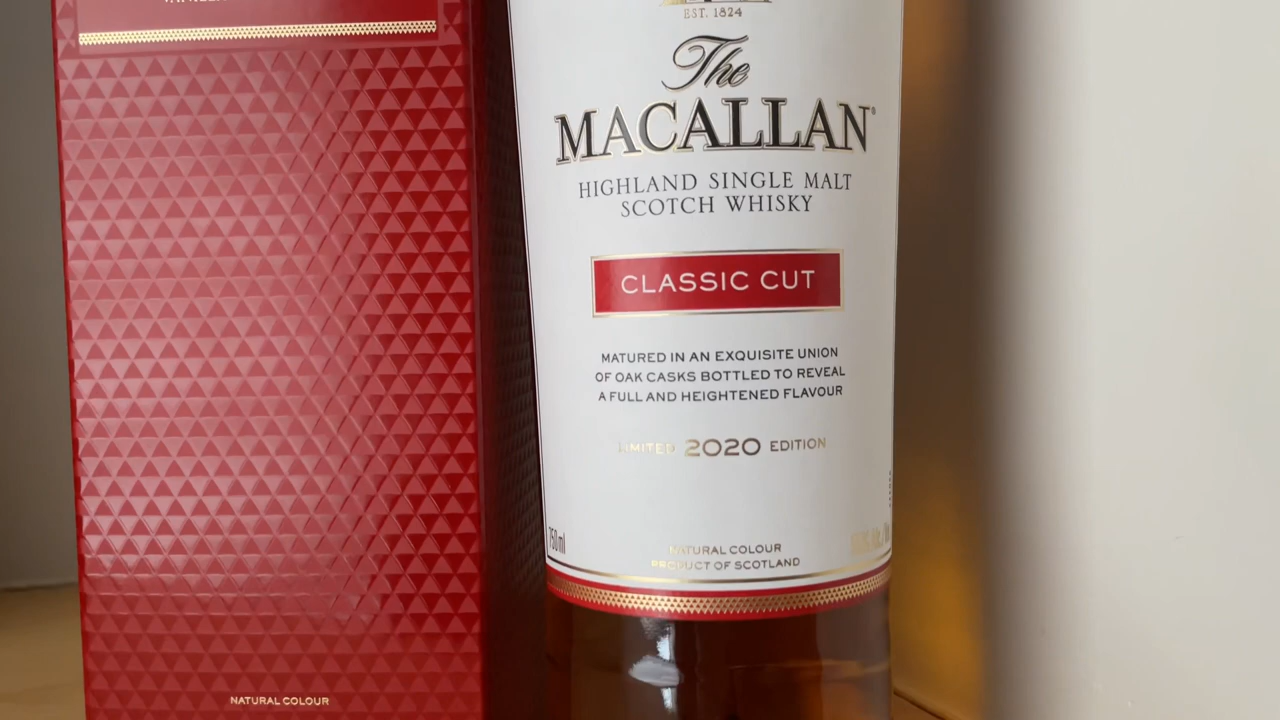 EST. 1824
The
MACALLAN
HIGHLAND SINGLE MALT
SCOTCH WHISKY
CLASSIC CUT
MATURED IN AN EXQUISITE UNION
OF OAK CASKS BOTTLED TO REVEAL
A FULL AND HEIGHTENED FLAVOUR
LIMITED 2020 EDITION
750ml
NATURAL COLOUR
PRODUCT OF SCOTLAND
NATURAL COLOUR